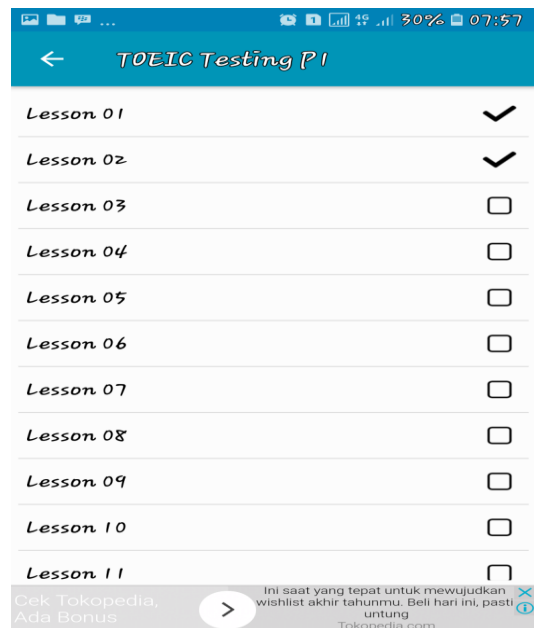 ... 1 4G 30% 07:57
TOEIC Testing P1
Lesson 01
Lesson 02
Lesson 03
Lesson 04
Lesson 05
Lesson 06
Lesson 07
Lesson 08
Lesson 09
Lesson 10
Lesson 11
Cek Tokopedia,
Ada Bonus
Ini saat yang tepat untuk mewujudkan
wishlist akhir tahunmu. Beli hari ini, pasti
untung
Tokopedia.com